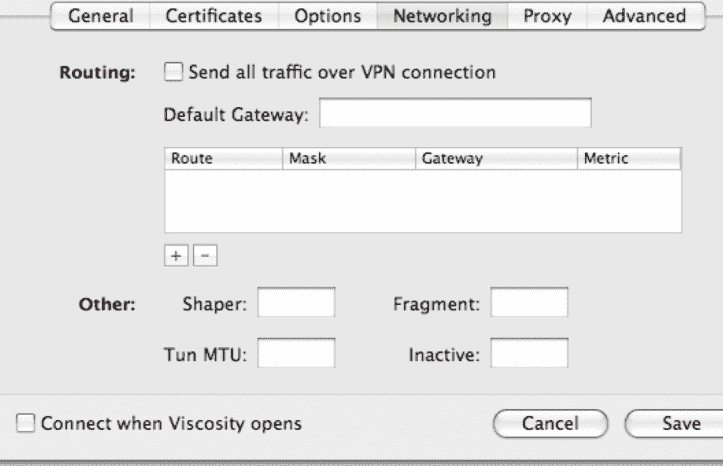 General Certificates Options Networking Proxy Advanced
Routing: Send all traffic over VPN connection
Default Gateway:
Route Mask Gateway Metric
+ -
Other: Shaper: Fragment:
Tun MTU: Inactive:
Connect when Viscosity opens Cancel Save